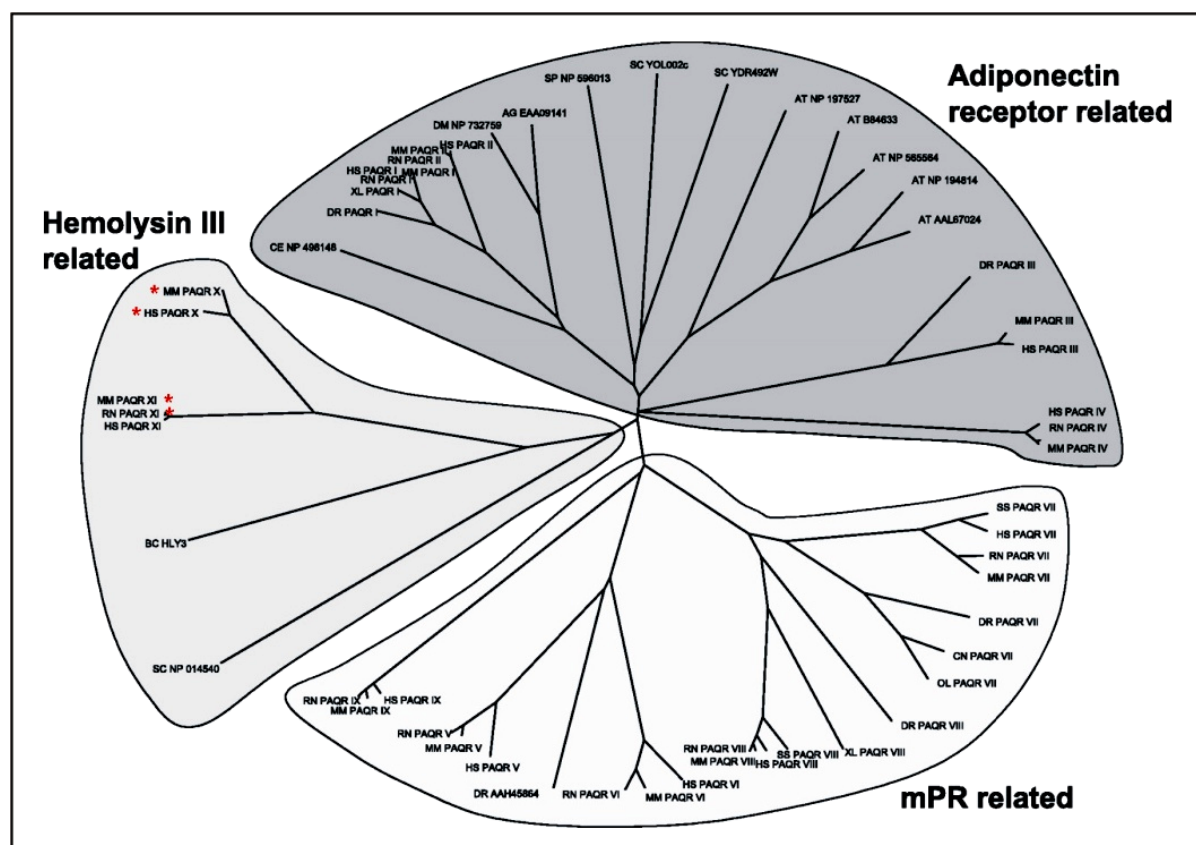 Adiponectin
receptor related
SC YOL002c
SP NP 596013
SC YDR492W
AT NP 197527
AG EAA09141
AT B84633
DM NP 732759
HS PAQR II
MM PAQR II
RN PAQR II
HS PAQR I
MM PAQR I
RN PAQR I
XL PAQR I
DR PAQR I
CE NP 498148
AT NP 565584
AT NP 194814
AT AAL67024
DR PAQR III
MM PAQR III
HS PAQR III
HS PAQR IV
RN PAQR IV
MM PAQR IV
Hemolysin III
related
* MM PAQR X
* HS PAQR X
MM PAQR XI *
RN PAQR XI *
HS PAQR XI
BC HLY3
SC NP 014540
SS PAQR VII
HS PAQR VII
RN PAQR VII
MM PAQR VII
DR PAQR VII
CN PAQR VII
OL PAQR VII
DR PAQR VIII
XL PAQR VIII
SS PAQR VIII
RN PAQR VIII
MM PAQR VIII
HS PAQR VIII
HS PAQR VI
MM PAQR VI
RN PAQR VI
DR AAH45864
HS PAQR V
MM PAQR V
RN PAQR V
HS PAQR IX
RN PAQR IX
MM PAQR IX
mPR related